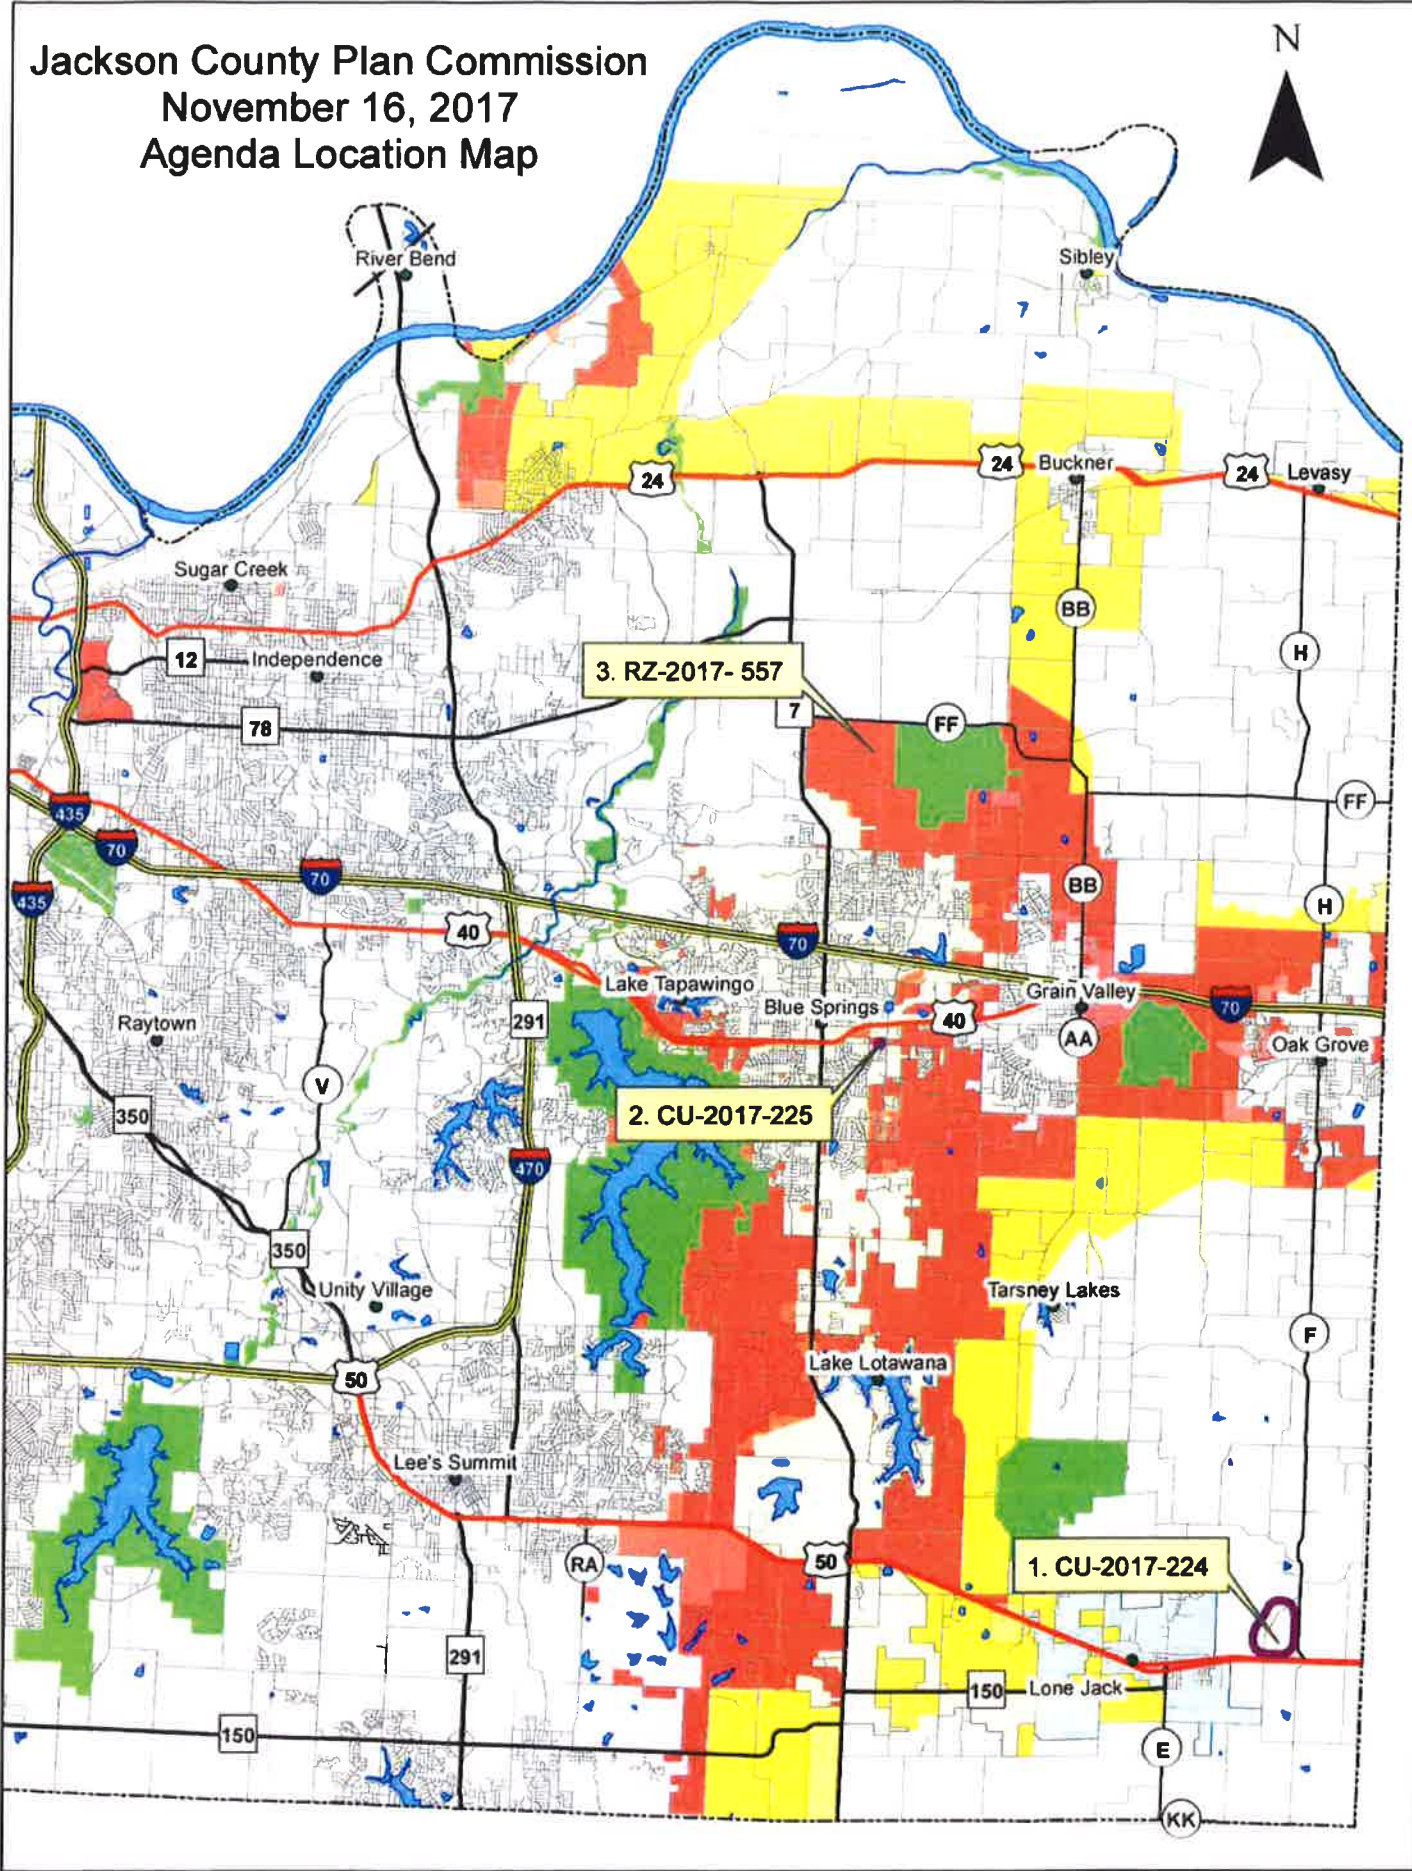 Jackson County Plan Commission
November 16, 2017
Agenda Location Map
N
River Bend
Sibley
24
24
Buckner
24
Levasy
Sugar Creek
BB
12
Independence
H
3. RZ-2017- 557
7
FF
78
435
FF
70
70
BB
435
H
40
70
Lake Tapawingo
Grain Valley
Blue Springs
70
291
40
Raytown
AA
Oak Grove
V
350
2. CU-2017-225
470
350
Unity Village
Tarsney Lakes
F
Lake Lotawana
50
Lee's Summit
RA
50
1. CU-2017-224
291
150
Lone Jack
150
E
KK